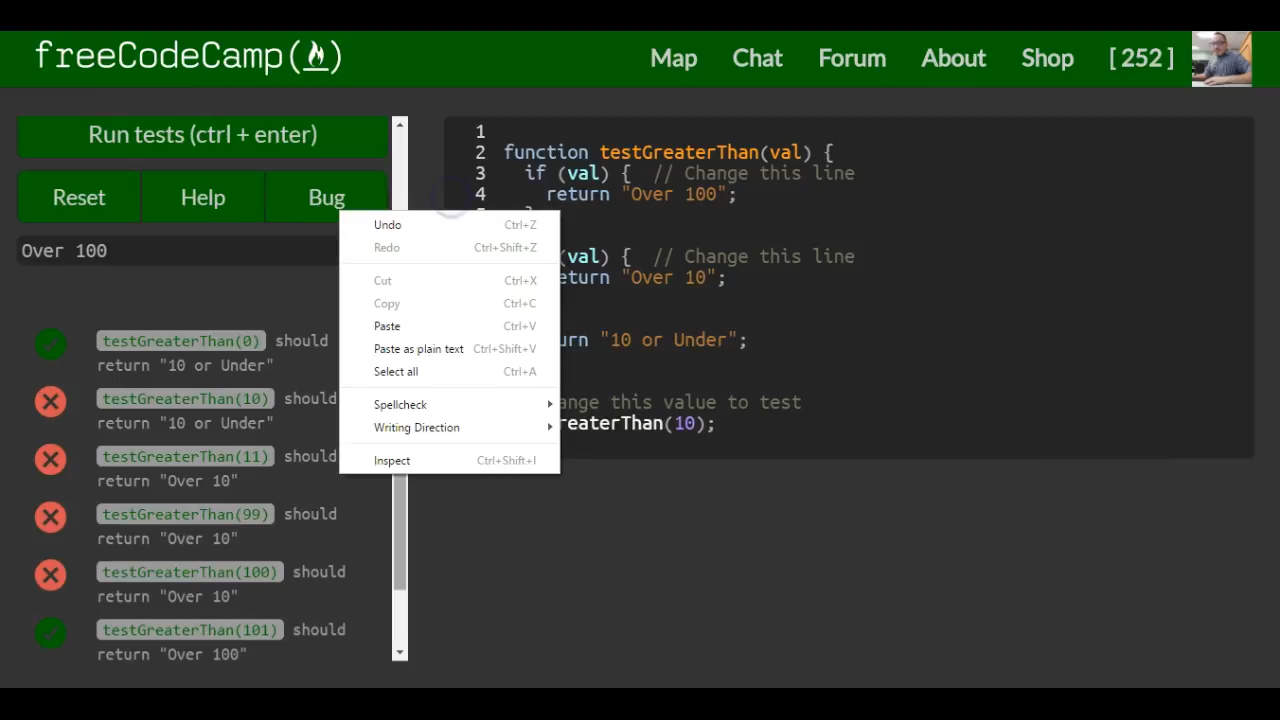 freeCodeCamp(🔥)
Map Chat Forum About Shop [ 252 ]
Run tests (ctrl + enter)
Reset Help Bug
Over 100
testGreaterThan(0) should
return "10 or Under"
testGreaterThan(10) should
return "10 or Under"
testGreaterThan(11) should
return "Over 10"
testGreaterThan(99) should
return "Over 10"
testGreaterThan(100) should
return "Over 10"
testGreaterThan(101) should
return "Over 100"
Undo Ctrl+Z
Redo Ctrl+Shift+Z
Cut Ctrl+X
Copy Ctrl+C
Paste Ctrl+V
Paste as plain text Ctrl+Shift+V
Select all Ctrl+A
Spellcheck
Writing Direction
Inspect Ctrl+Shift+I
1
2 function testGreaterThan(val) {
3 if (val) { // Change this line
4 return "Over 100";
(val) { // Change this line
eturn "Over 10";
urn "10 or Under";
ange this value to test
reaterThan(10);